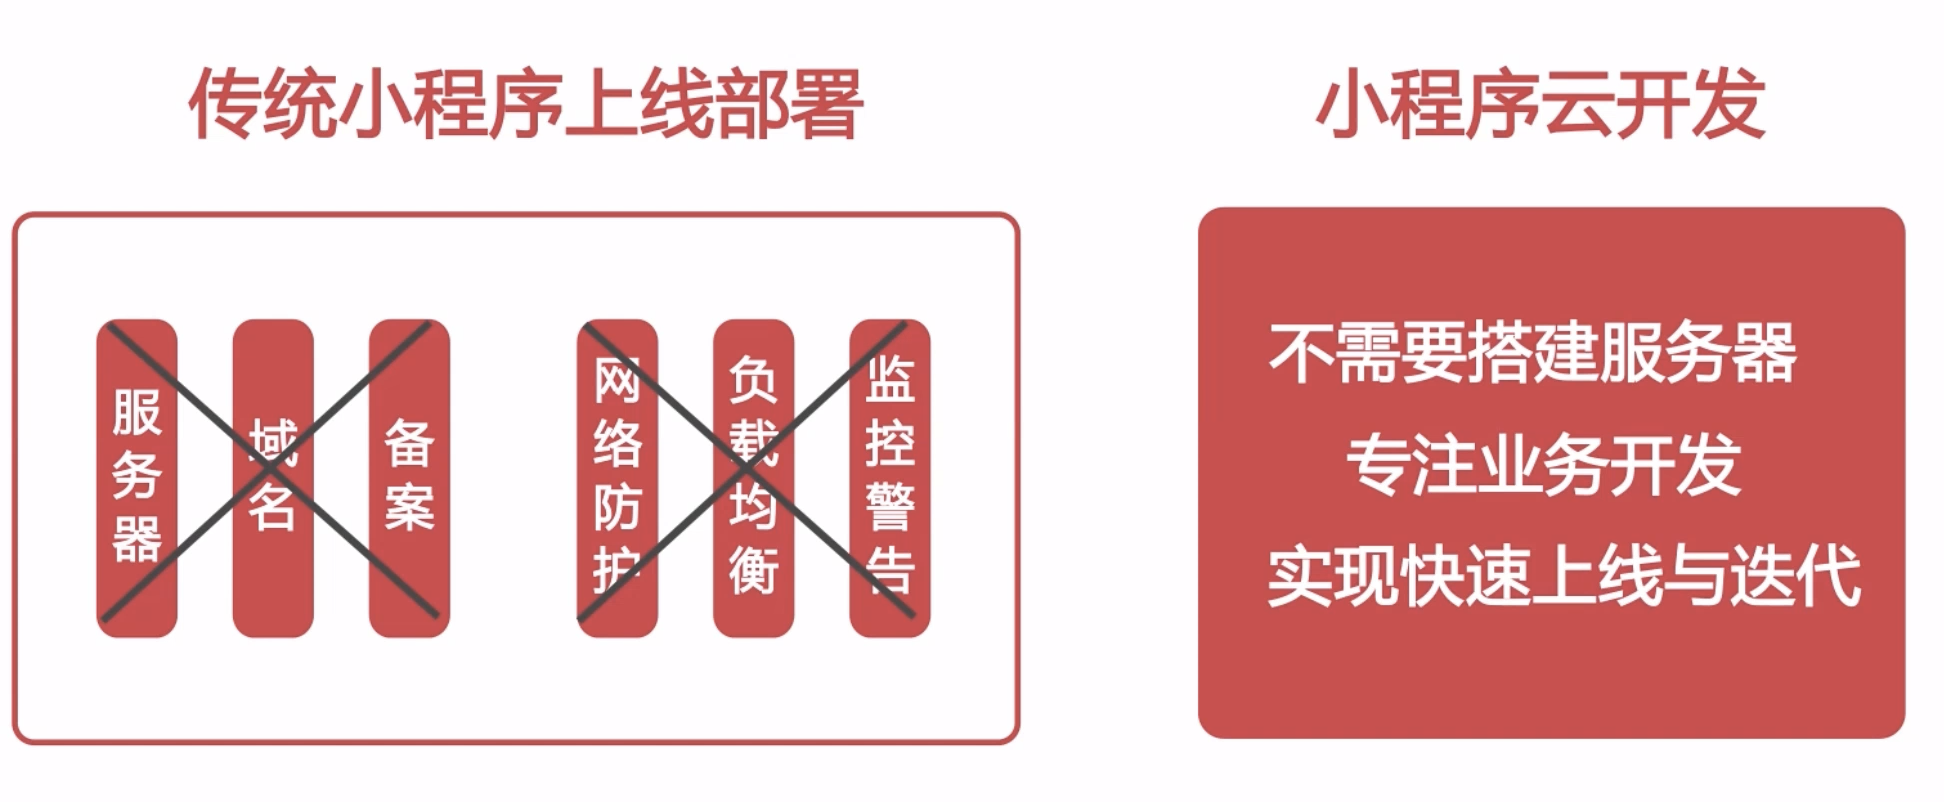 传统小程序上线部署
小程序云开发
服务器
域名
备案
网络防护
负载均衡
监控警告
不需要搭建服务器
专注业务开发
实现快速上线与迭代